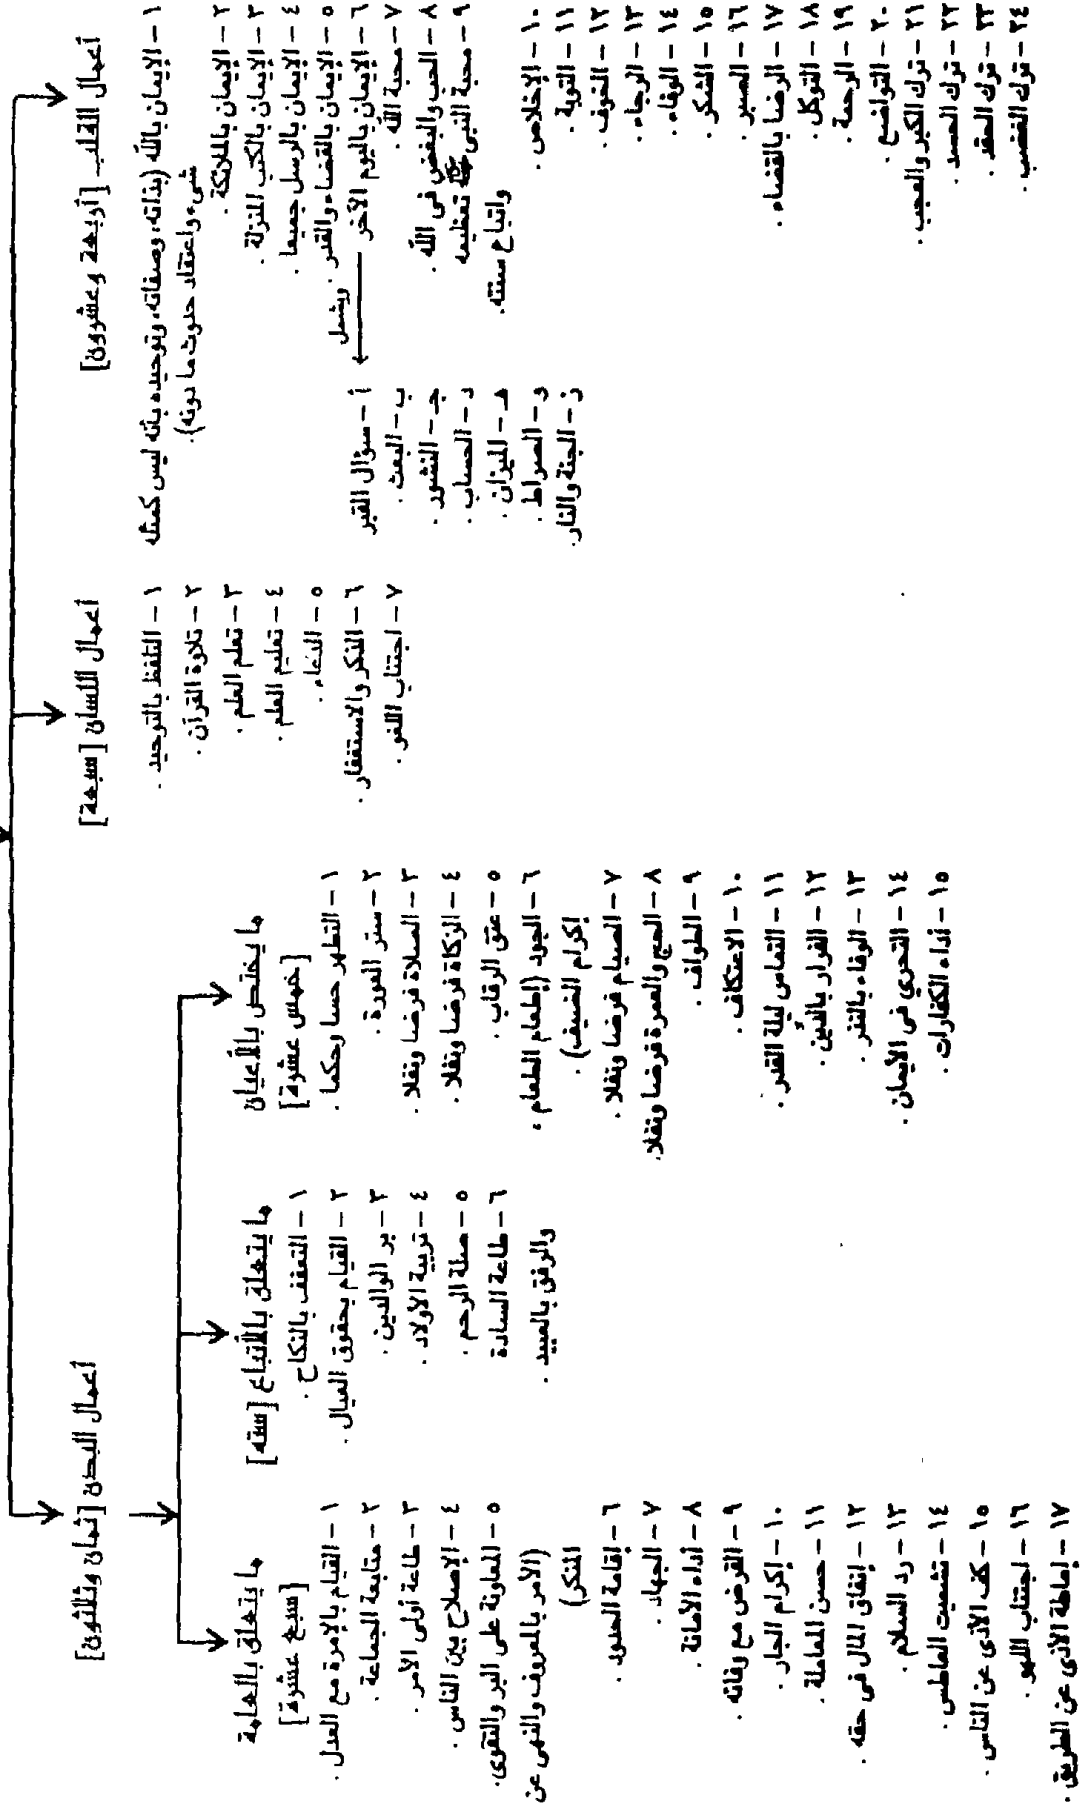 أعمال القلب [أربعة وعشرون]
١ - الإيمان بالله (بذاته، وصفاته، وتوحيده بأنه ليس كمثله
شىء واعتقاد حدوث ما دونه).
٢ - الإيمان بالملائكة .
٣ - الإيمان بالكتب المنزلة .
٤ - الإيمان بالرسل جميعا .
٥ - الإيمان بالقضاء والقدر .
٦ - الإيمان باليوم الآخر
ويشمل
أ - سؤال القبر
ب - البعث .
جـ - النشور .
د - الحساب .
هـ - الميزان .
و - الصراط .
ز - الجنة والنار.
٧ - محبة الله .
٨ - الحب والبغض فى الله .
٩ - محبة النبى ﷺ تعظيمه
واتباع سنته.
١٠ - الإخلاص .
١١ - التوبة .
١٢ - الخوف .
١٣ - الرجاء .
١٤ - الوفاء .
١٥ - الشكر .
١٦ - الصبر .
١٧ - الرضا بالقضاء .
١٨ - التوكل .
١٩ - الرحمة .
٢٠ - التواضع .
٢١ - ترك الكبر والعجب .
٢٢ - ترك الحسد .
٢٣ - ترك الحقد .
٢٤ - ترك الغضب .
أعمال اللسان [سبعة]
١ - التلفظ بالتوحيد .
٢ - تلاوة القرآن .
٣ - تعلم العلم .
٤ - تعليم العلم .
٥ - الدعاء .
٦ - الذكر والاستغفار .
٧ - اجتناب اللغو .
أعمال البدن [ثمان وثلاثون]
ما يختص بالأعيان
[خمس عشرة]
١ - التطهر حسا وحكما .
٢ - ستر العورة .
٣ - الصلاة فرضا ونفلا .
٤ - الزكاة فرضا ونفلا .
٥ - عتق الرقاب .
٦ - الجود (إطعام الطعام ،
إكرام الضيف) .
٧ - الصيام فرضا ونفلا .
٨ - الحج والعمرة فرضا ونفلا.
٩ - الطواف .
١٠ - الاعتكاف .
١١ - التماس ليلة القدر .
١٢ - الفرار بالدِّين .
١٣ - الوفاء بالنذر .
١٤ - التحري فى الأيمان .
١٥ - أداء الكفارات .
ما يتعلق بالأتباع [سته]
١ - التعفف بالنكاح .
٢ - القيام بحقوق العيال .
٣ - بر الوالدين .
٤ - تربية الأولاد .
٥ - صلة الرحم .
٦ - طاعة السادة
والرفق بالعبيد .
ما يتعلق بالعامة
[سبع عشرة]
١ - القيام بالإمرة مع العدل .
٢ - متابعة الجماعة .
٣ - طاعة أولى الأمر .
٤ - الإصلاح بين الناس .
٥ - المعاونة على البر والتقوى.
(الأمر بالمعروف والنهى عن
المنكر)
٦ - إقامة الحدود .
٧ - الجهاد .
٨ - أداء الأمانة .
٩ - القرض مع وفائه .
١٠ - إكرام الجار .
١١ - حسن المعاملة .
١٢ - إنفاق المال فى حقه .
١٣ - رد السلام .
١٤ - تشميت العاطس .
١٥ - كف الأذى عن الناس .
١٦ - اجتناب اللهو .
١٧ - إماطة الأذى عن الطريق .